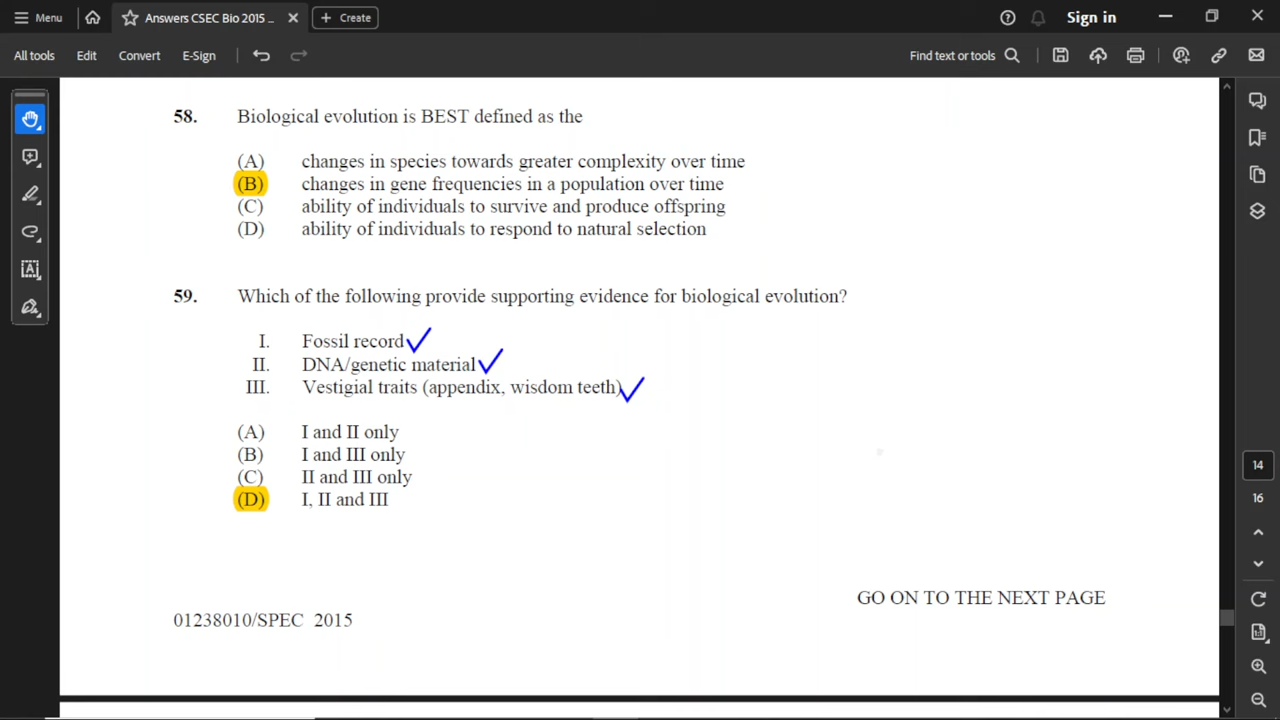 Menu
Answers CSEC Bio 2015 ...
Create
Sign in
All tools
Edit
Convert
E-Sign
Find text or tools
58. Biological evolution is BEST defined as the
(A) changes in species towards greater complexity over time
(B) changes in gene frequencies in a population over time
(C) ability of individuals to survive and produce offspring
(D) ability of individuals to respond to natural selection
59. Which of the following provide supporting evidence for biological evolution?
I. Fossil record
II. DNA/genetic material
III. Vestigial traits (appendix, wisdom teeth)
(A) I and II only
(B) I and III only
(C) II and III only
(D) I, II and III
14
16
GO ON TO THE NEXT PAGE
01238010/SPEC 2015